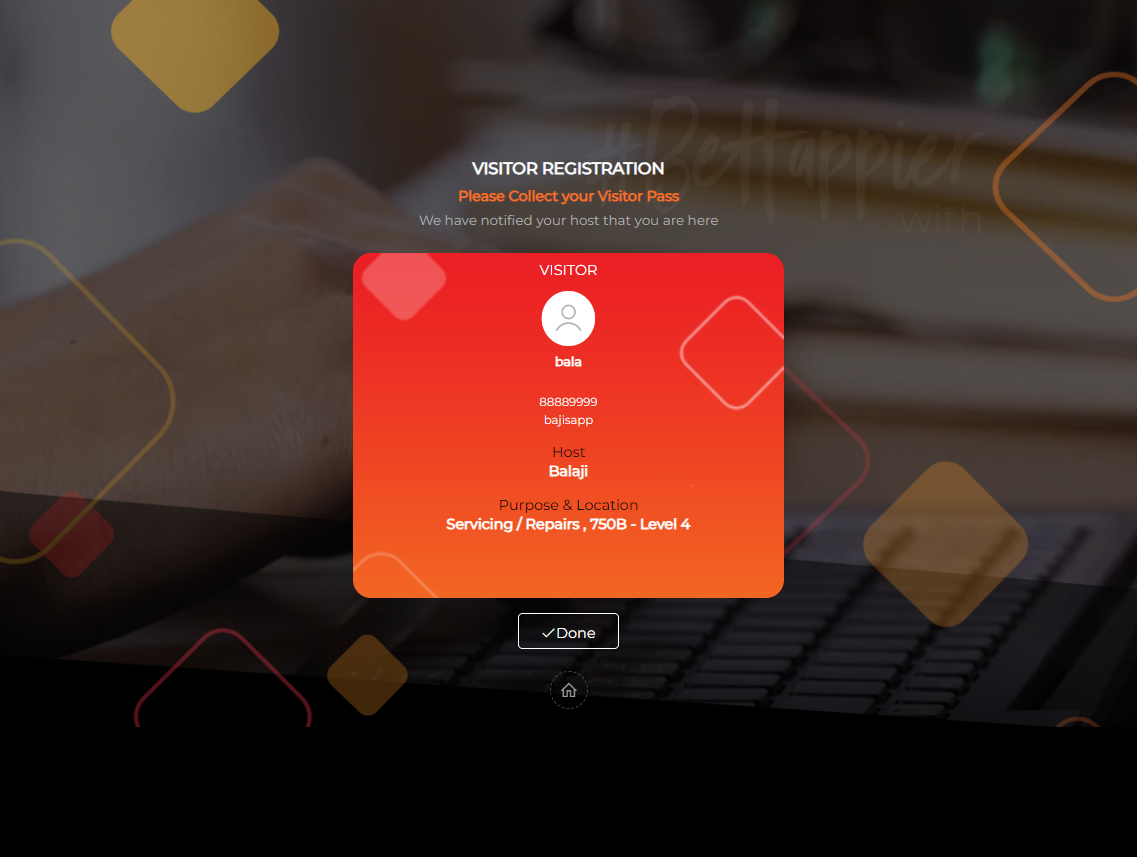 #BeHappier
with
VISITOR REGISTRATION
Please Collect your Visitor Pass
We have notified your host that you are here
VISITOR
bala
88889999
bajisapp
Host
Balaji
Purpose & Location
Servicing / Repairs , 750B - Level 4
Done